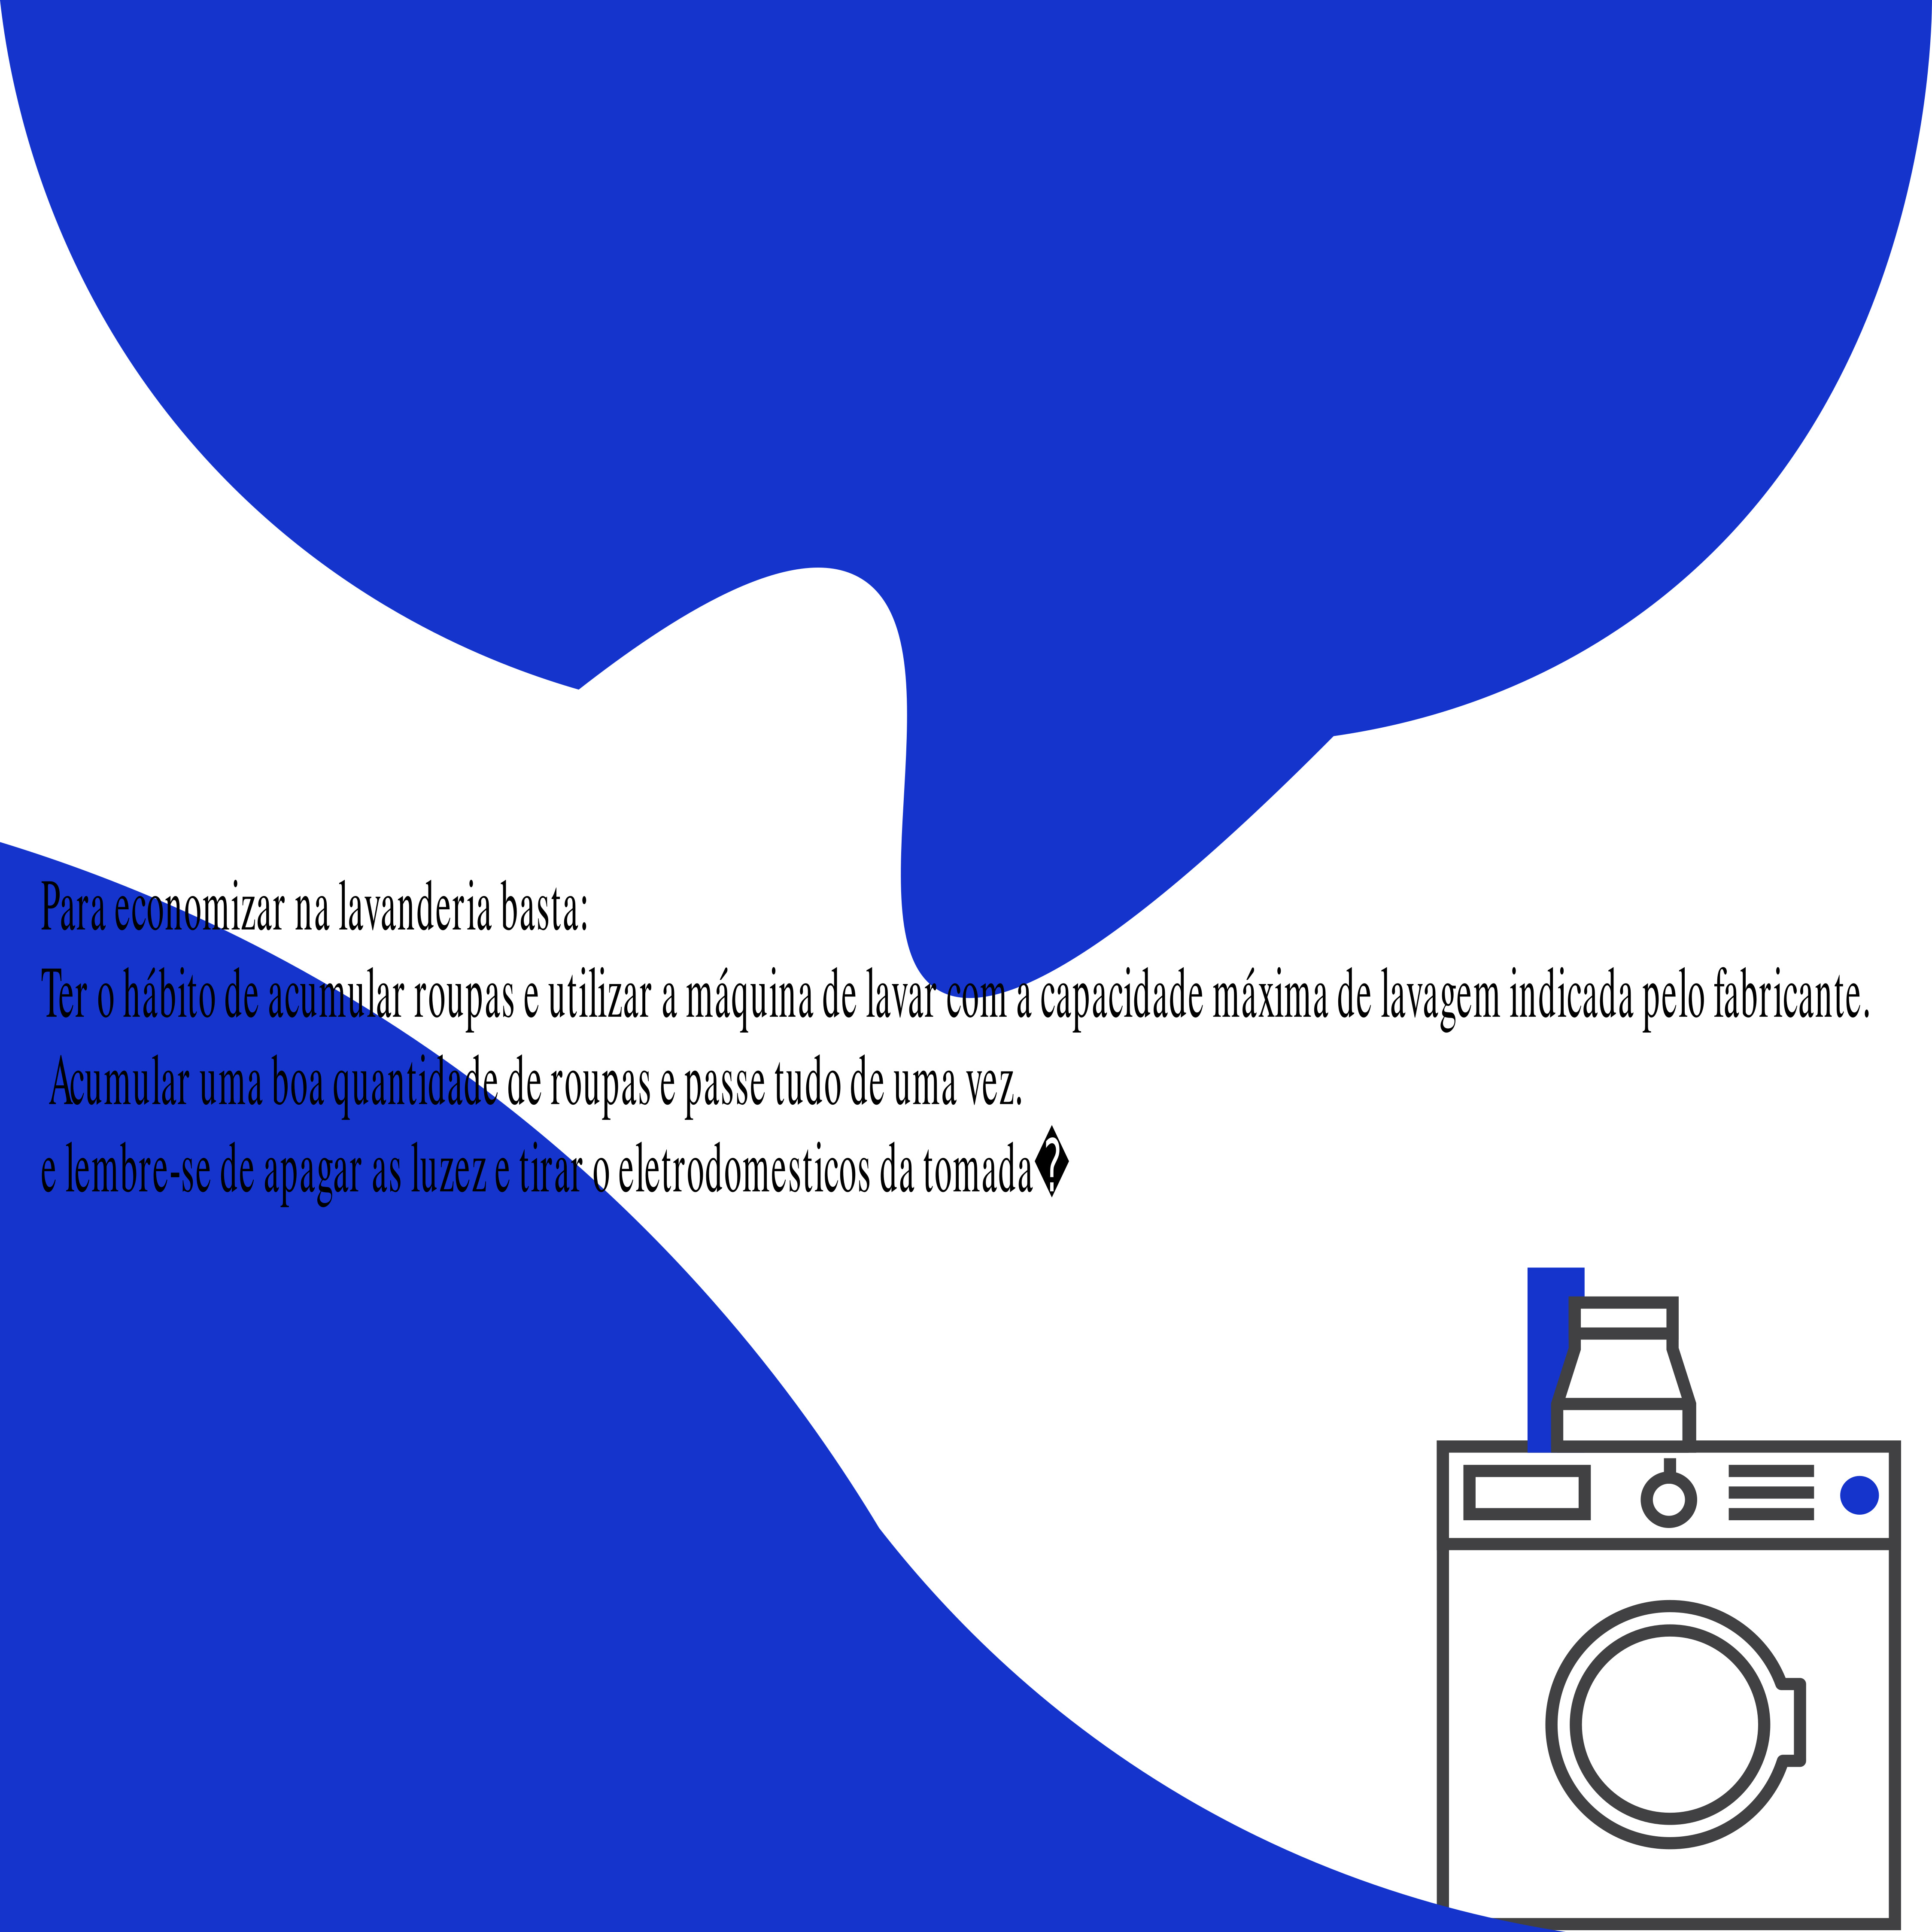 Para economizar na lavanderia basta:
Ter o hábito de acumular roupas e utilizar a máquina de lavar com a capacidade máxima de lavagem indicada pelo fabricante.
Acumular uma boa quantidade de roupas e passe tudo de uma vez.
e lembre-se de apagar as luzez e tirar o eletrodomesticos da tomada�